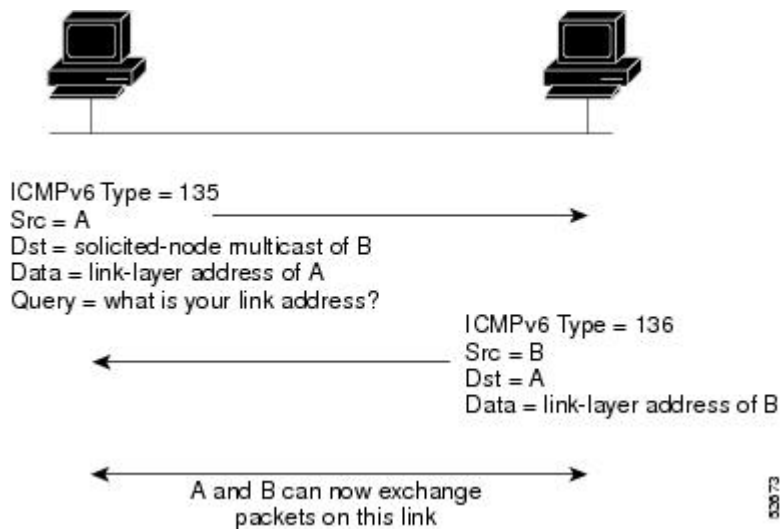 ICMPv6 Type = 135
Src = A
Dst = solicited-node multicast of B
Data = link-layer address of A
Query = what is your link address?
ICMPv6 Type = 136
Src = B
Dst = A
Data = link-layer address of B
A and B can now exchange
packets on this link